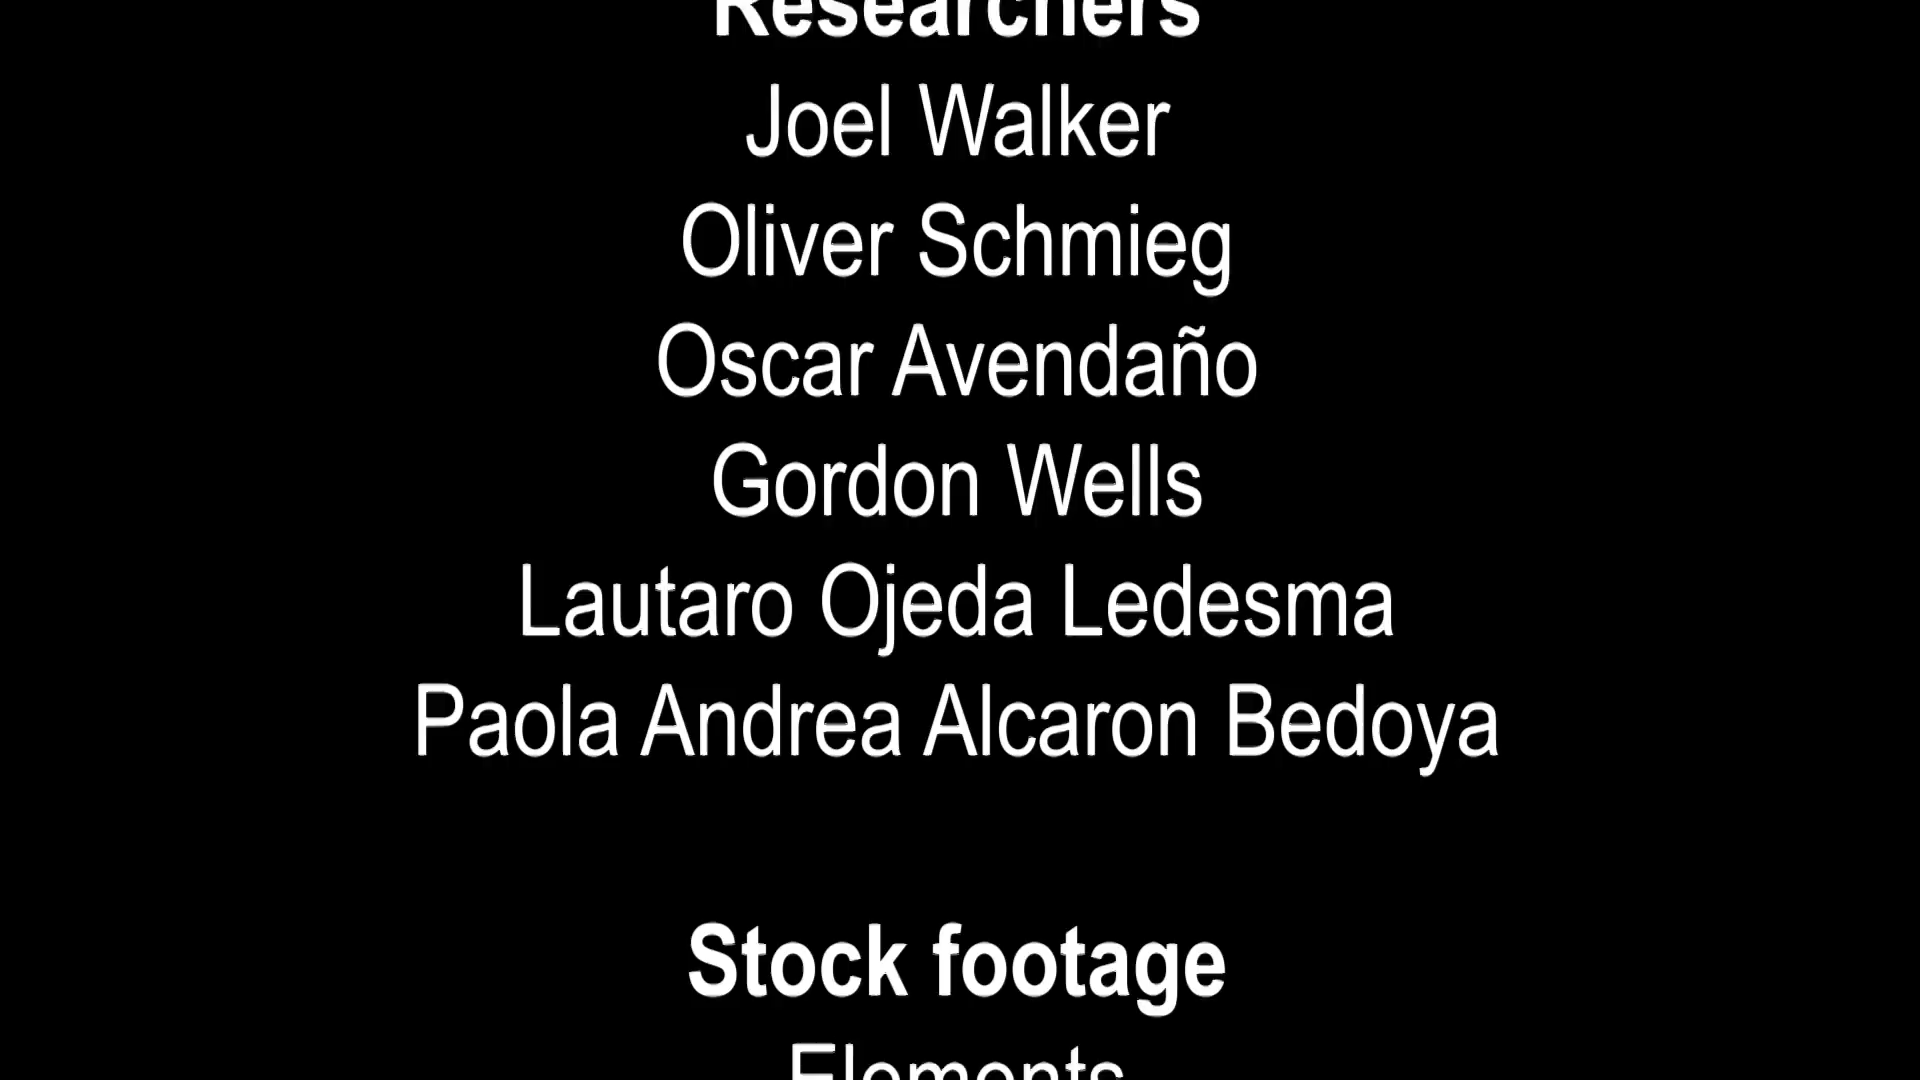 Researchers
Joel Walker
Oliver Schmieg
Oscar Avendaño
Gordon Wells
Lautaro Ojeda Ledesma
Paola Andrea Alcaron Bedoya
Stock footage
Elements